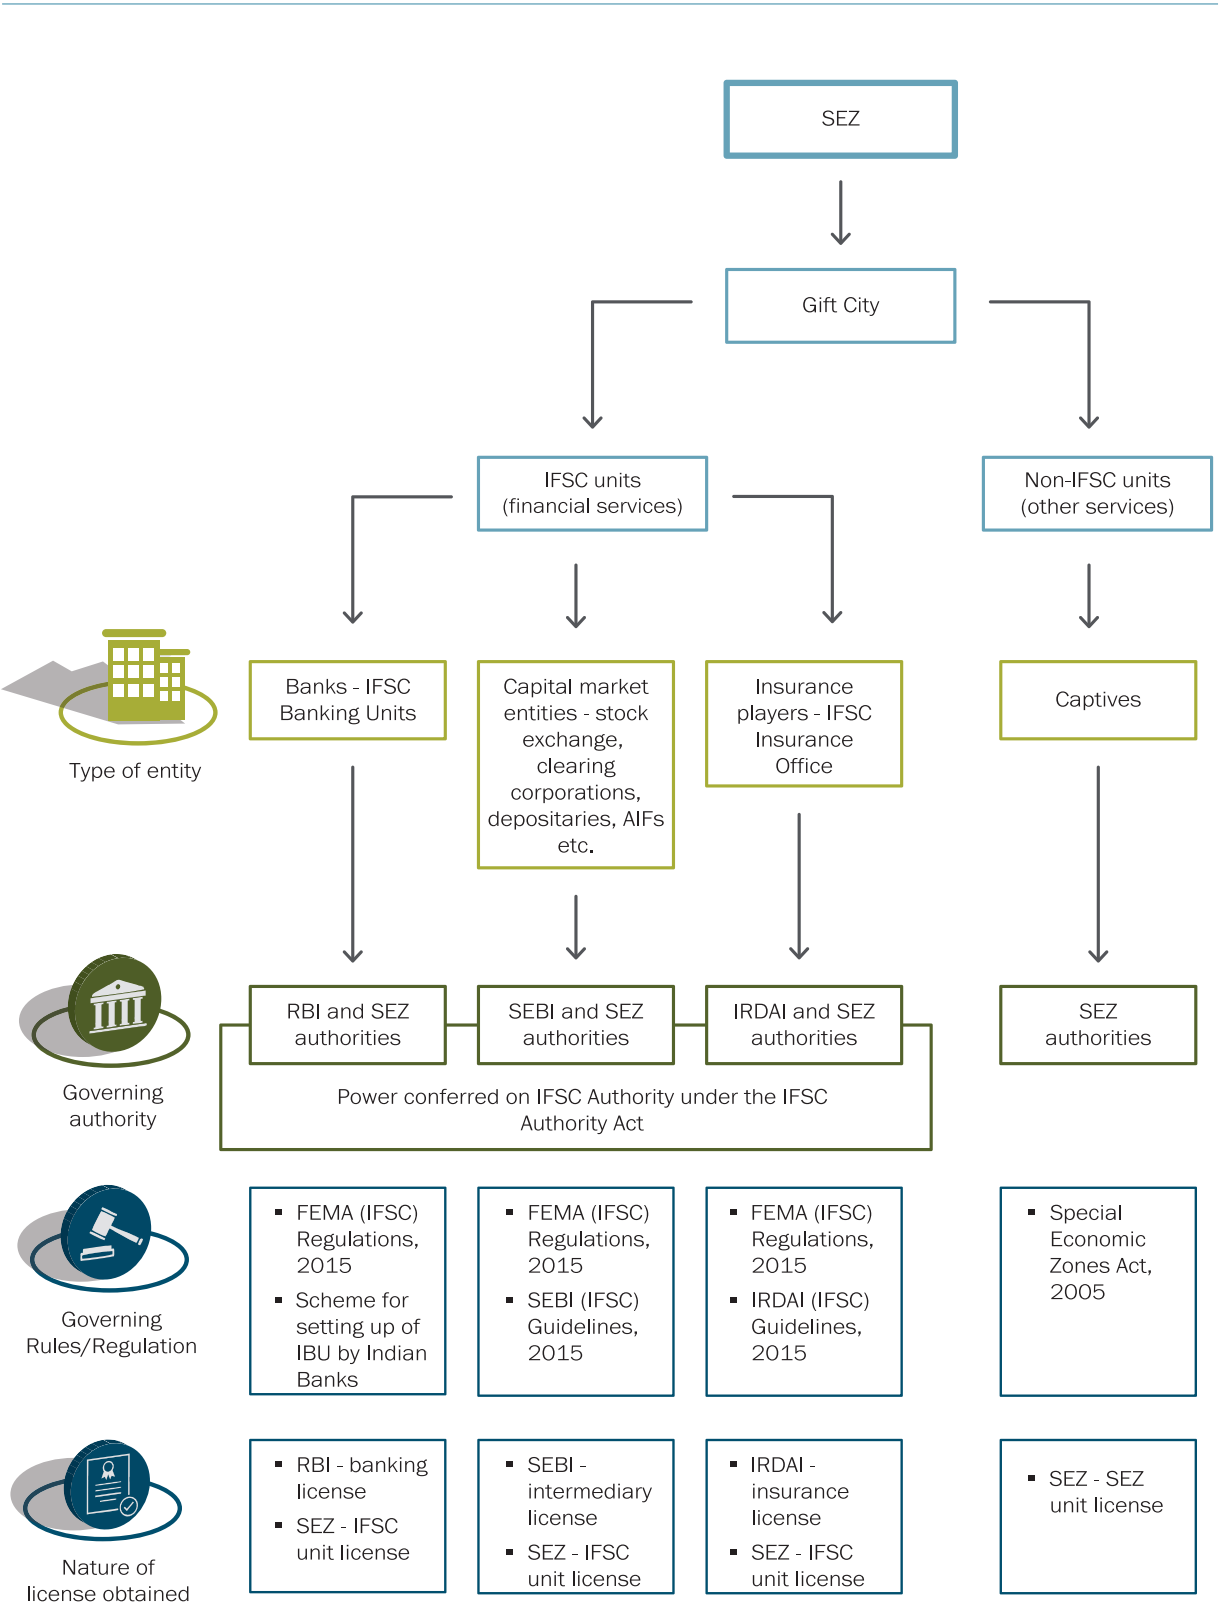 SEZ
Gift City
IFSC units
(financial services)
Non-IFSC units
(other services)
Type of entity
Banks - IFSC
Banking Units
Capital market
entities - stock
exchange,
clearing
corporations,
depositaries, AIFs
etc.
Insurance
players - IFSC
Insurance
Office
Captives
Governing
authority
RBI and SEZ
authorities
SEBI and SEZ
authorities
IRDAI and SEZ
authorities
SEZ
authorities
Power conferred on IFSC Authority under the IFSC
Authority Act
Governing
Rules/Regulation
▪ FEMA (IFSC)
Regulations,
2015
▪ Scheme for
setting up of
IBU by Indian
Banks
▪ FEMA (IFSC)
Regulations,
2015
▪ SEBI (IFSC)
Guidelines,
2015
▪ FEMA (IFSC)
Regulations,
2015
▪ IRDAI (IFSC)
Guidelines,
2015
▪ Special
Economic
Zones Act,
2005
Nature of
license obtained
▪ RBI - banking
license
▪ SEZ - IFSC
unit license
▪ SEBI -
intermediary
license
▪ SEZ - IFSC
unit license
▪ IRDAI -
insurance
license
▪ SEZ - IFSC
unit license
▪ SEZ - SEZ
unit license